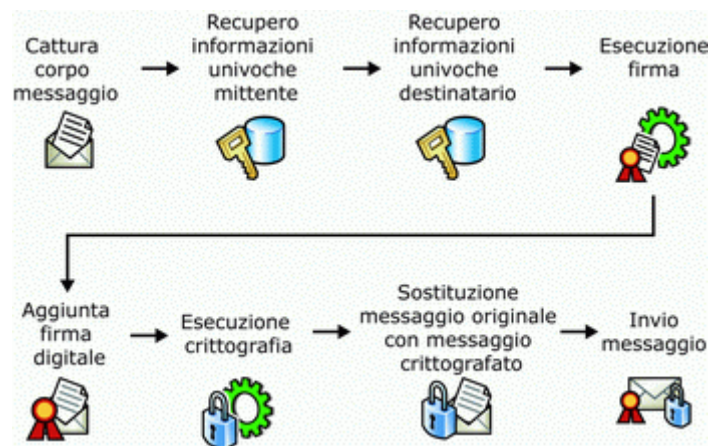 Cattura
corpo
messaggio
Recupero
informazioni
univoche
mittente
Recupero
informazioni
univoche
destinatario
Esecuzione
firma
Aggiunta
firma
digitale
Esecuzione
crittografia
Sostituzione
messaggio originale
con messaggio
crittografato
Invio
messaggio